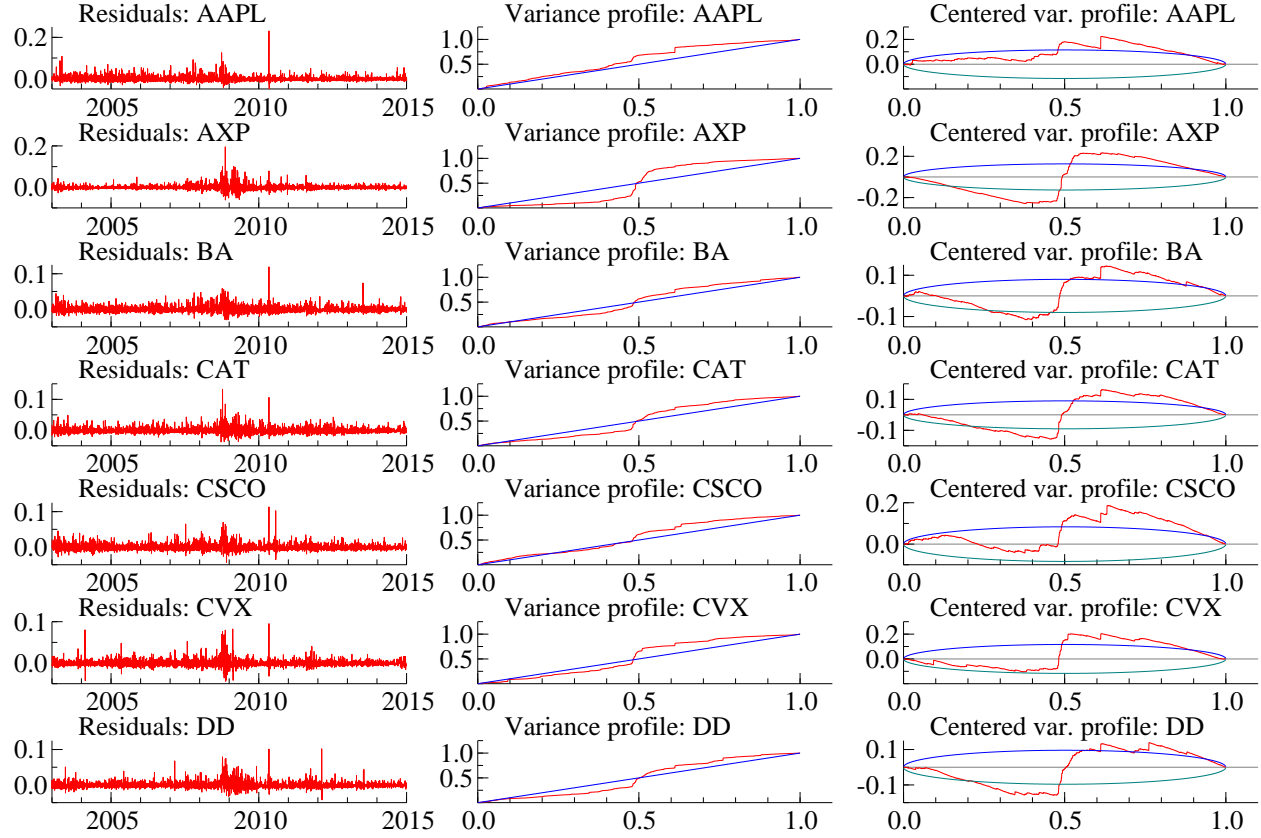 Residuals: AAPL Variance profile: AAPL Centered var. profile: AAPL
0.2 1.0 0.2
0.0 0.5 0.0
2005 2010 2015 0.0 0.5 1.0 0.0 0.5 1.0
Residuals: AXP Variance profile: AXP Centered var. profile: AXP
0.2 1.0 0.2
0.0 0.5 -0.2
2005 2010 2015 0.0 0.5 1.0 0.0 0.5 1.0
Residuals: BA Variance profile: BA Centered var. profile: BA
0.1 1.0 0.1
0.0 0.5 -0.1
2005 2010 2015 0.0 0.5 1.0 0.0 0.5 1.0
Residuals: CAT Variance profile: CAT Centered var. profile: CAT
0.1 1.0 0.1
0.0 0.5 -0.1
2005 2010 2015 0.0 0.5 1.0 0.0 0.5 1.0
Residuals: CSCO Variance profile: CSCO Centered var. profile: CSCO
0.1 1.0 0.2
0.0 0.5 0.0
2005 2010 2015 0.0 0.5 1.0 0.0 0.5 1.0
Residuals: CVX Variance profile: CVX Centered var. profile: CVX
0.1 1.0 0.2
0.0 0.5 0.0
2005 2010 2015 0.0 0.5 1.0 0.0 0.5 1.0
Residuals: DD Variance profile: DD Centered var. profile: DD
0.1 1.0 0.1
0.0 0.5 -0.1
2005 2010 2015 0.0 0.5 1.0 0.0 0.5 1.0